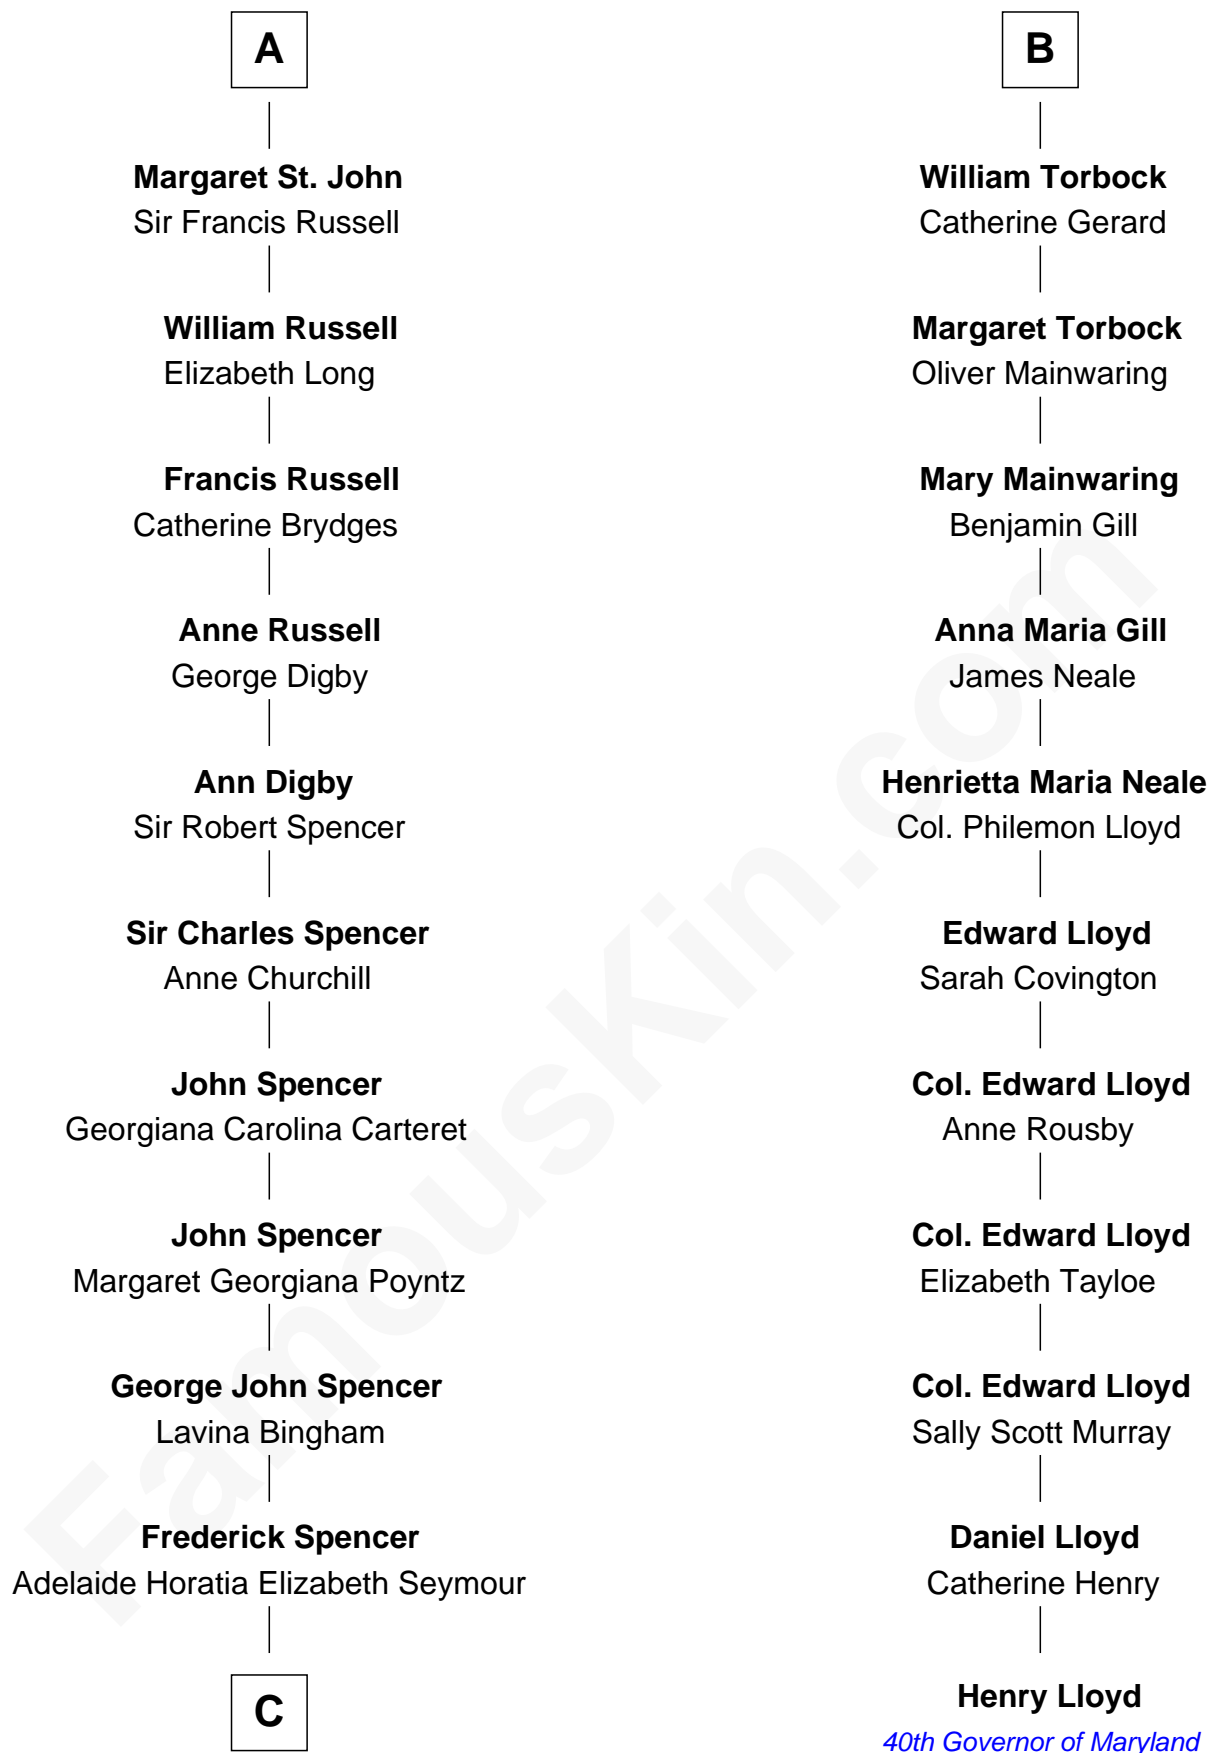 A
Margaret St. John
Sir Francis Russell
William Russell
Elizabeth Long
Francis Russell
Catherine Brydges
Anne Russell
George Digby
Ann Digby
Sir Robert Spencer
Sir Charles Spencer
Anne Churchill
John Spencer
Georgiana Carolina Carteret
John Spencer
Margaret Georgiana Poyntz
George John Spencer
Lavina Bingham
Frederick Spencer
Adelaide Horatia Elizabeth Seymour
C
B
William Torbock
Catherine Gerard
Margaret Torbock
Oliver Mainwaring
Mary Mainwaring
Benjamin Gill
Anna Maria Gill
James Neale
Henrietta Maria Neale
Col. Philemon Lloyd
Edward Lloyd
Sarah Covington
Col. Edward Lloyd
Anne Rousby
Col. Edward Lloyd
Elizabeth Tayloe
Col. Edward Lloyd
Sally Scott Murray
Daniel Lloyd
Catherine Henry
Henry Lloyd
40th Governor of Maryland
FamousKin.com